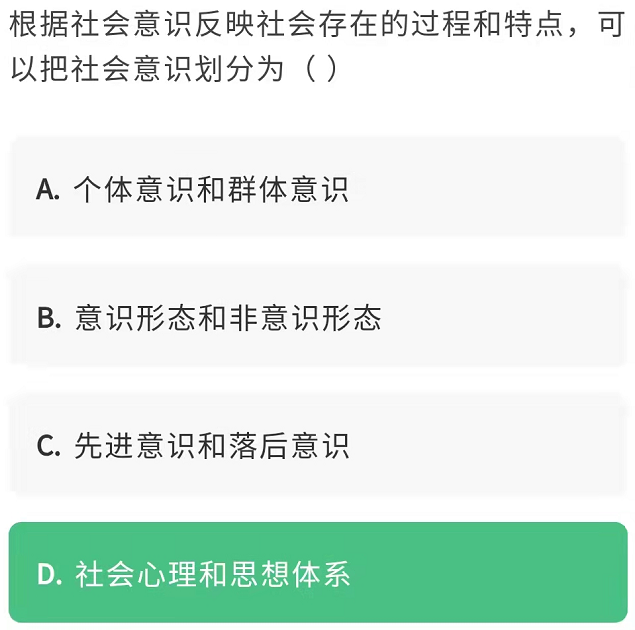 根据社会意识反映社会存在的过程和特点，可
以把社会意识划分为（ ）
A. 个体意识和群体意识
B. 意识形态和非意识形态
C. 先进意识和落后意识
D. 社会心理和思想体系